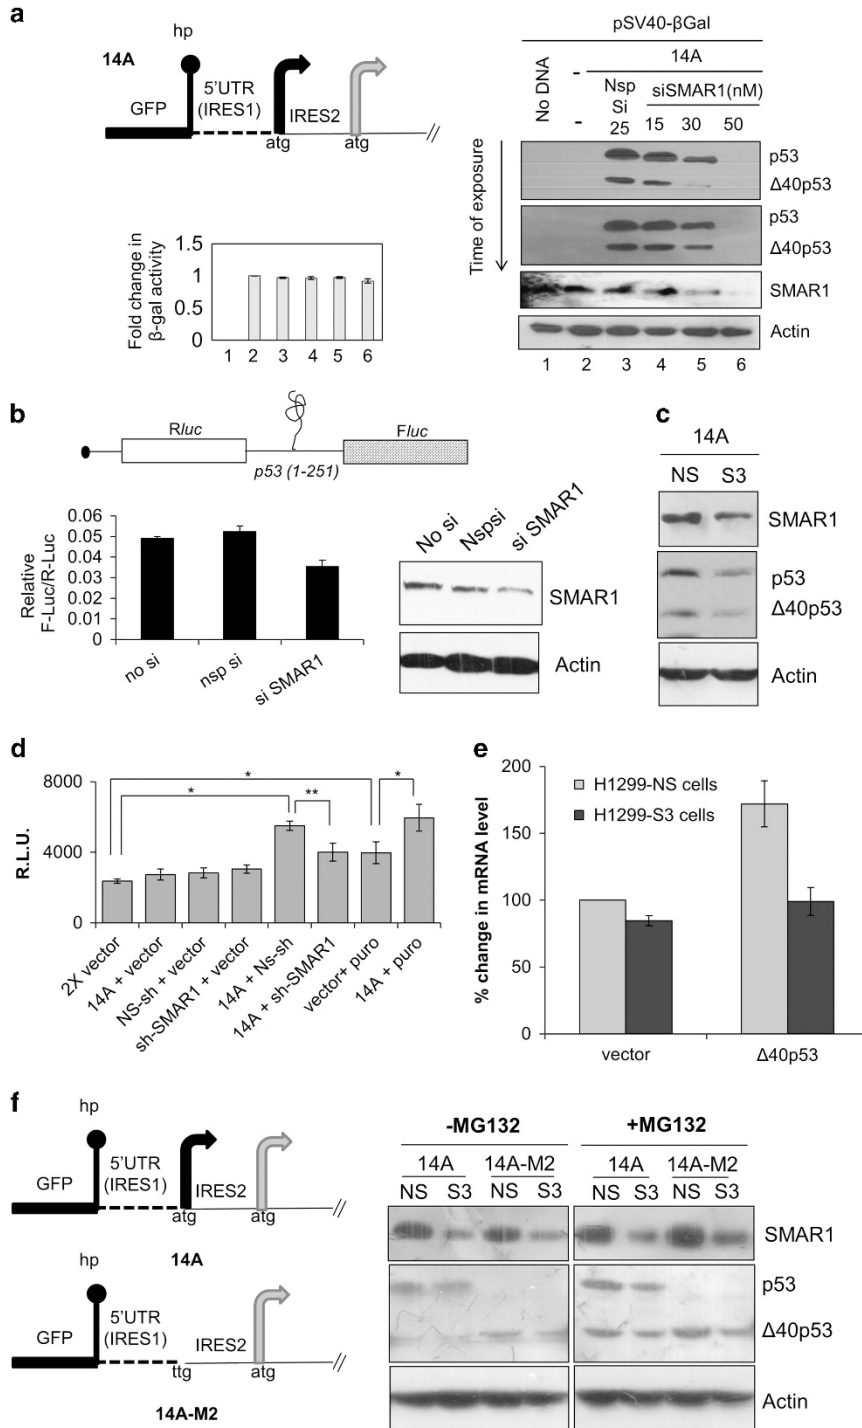 a
hp
14A
5'UTR
(IRES1)
GFP
IRES2
atg
atg
//
Fold change in
β-gal activity
1.5
1
0.5
0
1 2 3 4 5 6
pSV40-βGal
14A
No DNA
-
-
Nsp
Si
25
siSMAR1(nM)
15 30 50
Time of exposure
p53
Δ40p53
p53
Δ40p53
SMAR1
Actin
1 2 3 4 5 6
b
Rluc
Fluc
p53 (1-251)
Relative
F-Luc/R-Luc
0.06
0.05
0.04
0.03
0.02
0.01
0
no si
nsp si
si SMAR1
No si
Nspsi
si SMAR1
SMAR1
Actin
c
14A
NS S3
SMAR1
p53
Δ40p53
Actin
d
R.L.U.
8000
4000
0
*
*
**
*
2X vector
14A + vector
NS-sh + vector
sh-SMAR1 + vector
14A + Ns-sh
14A + sh-SMAR1
vector+ puro
14A + puro
e
% change in mRNA level
200
150
100
50
0
H1299-NS cells
H1299-S3 cells
vector
Δ40p53
f
hp
GFP
5'UTR
(IRES1)
IRES2
atg
atg
//
14A
hp
GFP
5'UTR
(IRES1)
IRES2
ttg
atg
//
14A-M2
-MG132
+MG132
14A 14A-M2 14A 14A-M2
NS S3 NS S3 NS S3 NS S3
SMAR1
p53
Δ40p53
Actin